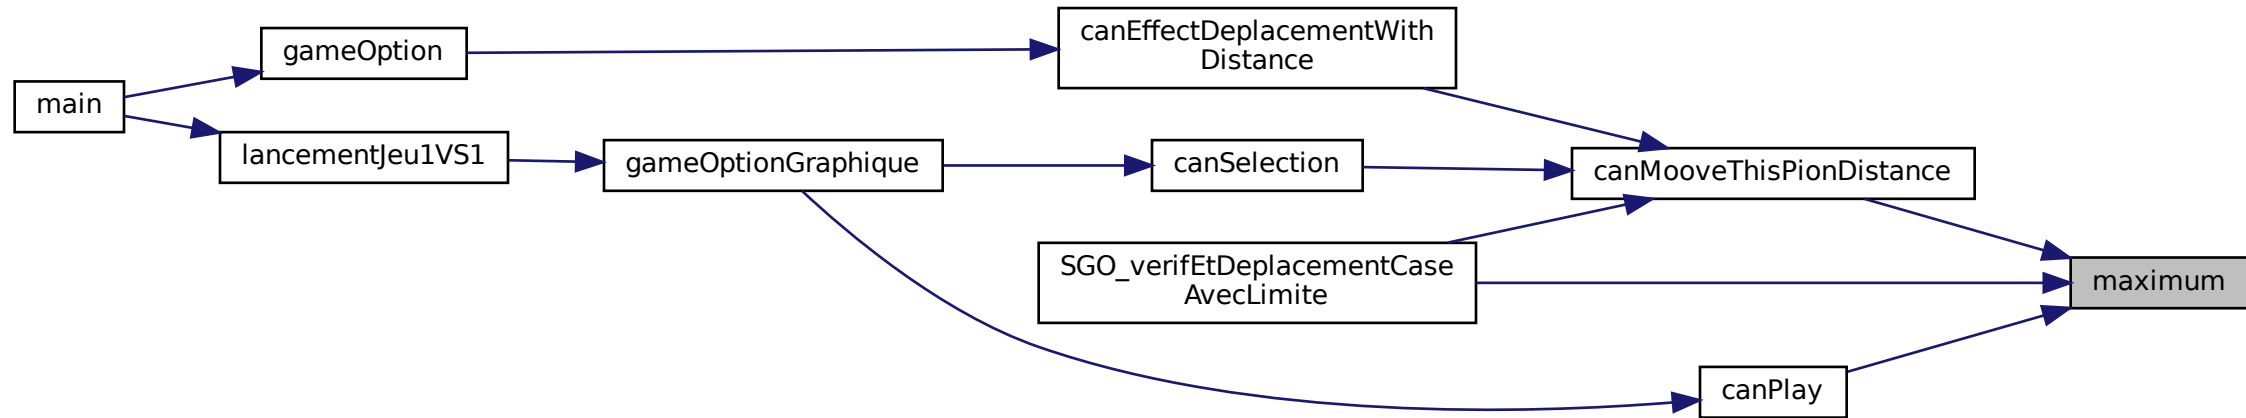 main
gameOption
lancementJeu1VS1
gameOptionGraphique
canEffectDeplacementWith
Distance
canSelection
SGO_verifEtDeplacementCase
AvecLimite
canMooveThisPionDistance
canPlay
maximum